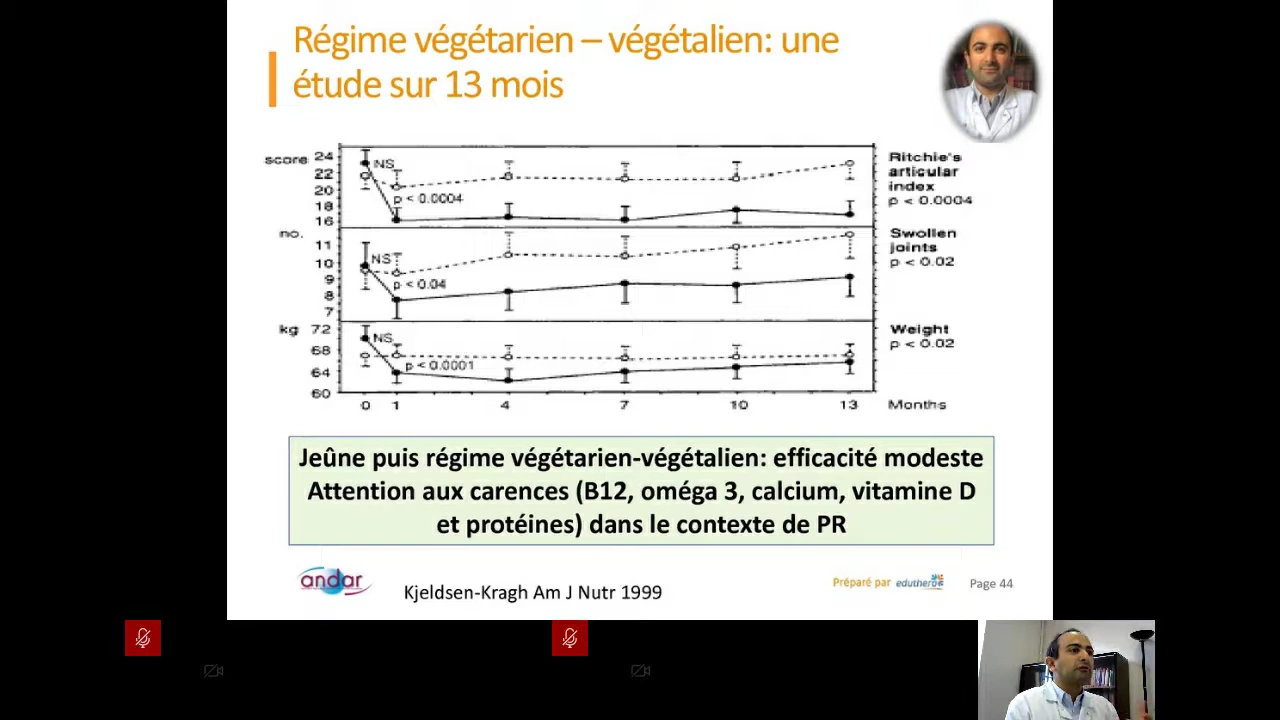 Régime végétarien – végétalien: une
étude sur 13 mois
score 24
22
20
18
16
NS
p < 0.0004
Ritchie's
articular
index
p < 0.0004
no.
11
10
9
8
7
NS
p < 0.04
Swollen
joints
p < 0.02
kg 72
68
64
60
NS
p < 0.0001
Weight
p < 0.02
0 1 4 7 10 13 Months
Jeûne puis régime végétarien-végétalien: efficacité modeste
Attention aux carences (B12, oméga 3, calcium, vitamine D
et protéines) dans le contexte de PR
andar
Kjeldsen-Kragh Am J Nutr 1999
Préparé par eduthera
Page 44